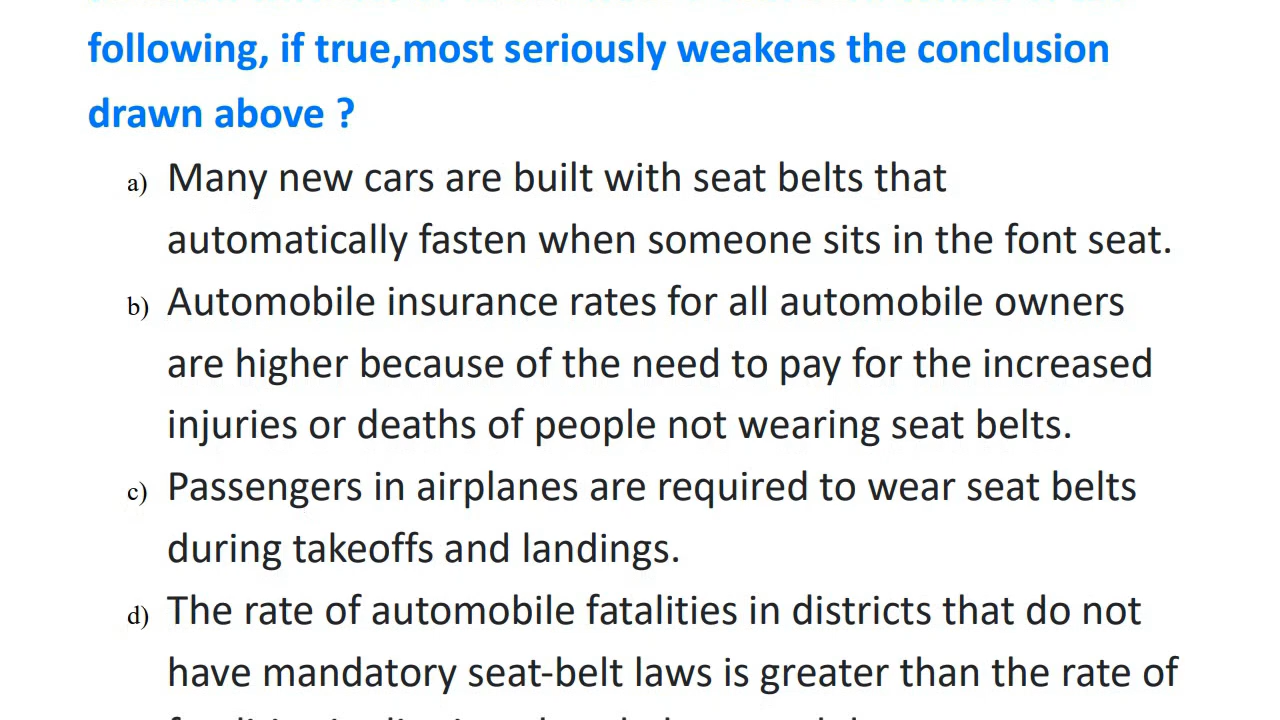 following, if true,most seriously weakens the conclusion
drawn above ?
a) Many new cars are built with seat belts that
automatically fasten when someone sits in the font seat.
b) Automobile insurance rates for all automobile owners
are higher because of the need to pay for the increased
injuries or deaths of people not wearing seat belts.
c) Passengers in airplanes are required to wear seat belts
during takeoffs and landings.
d) The rate of automobile fatalities in districts that do not
have mandatory seat-belt laws is greater than the rate of